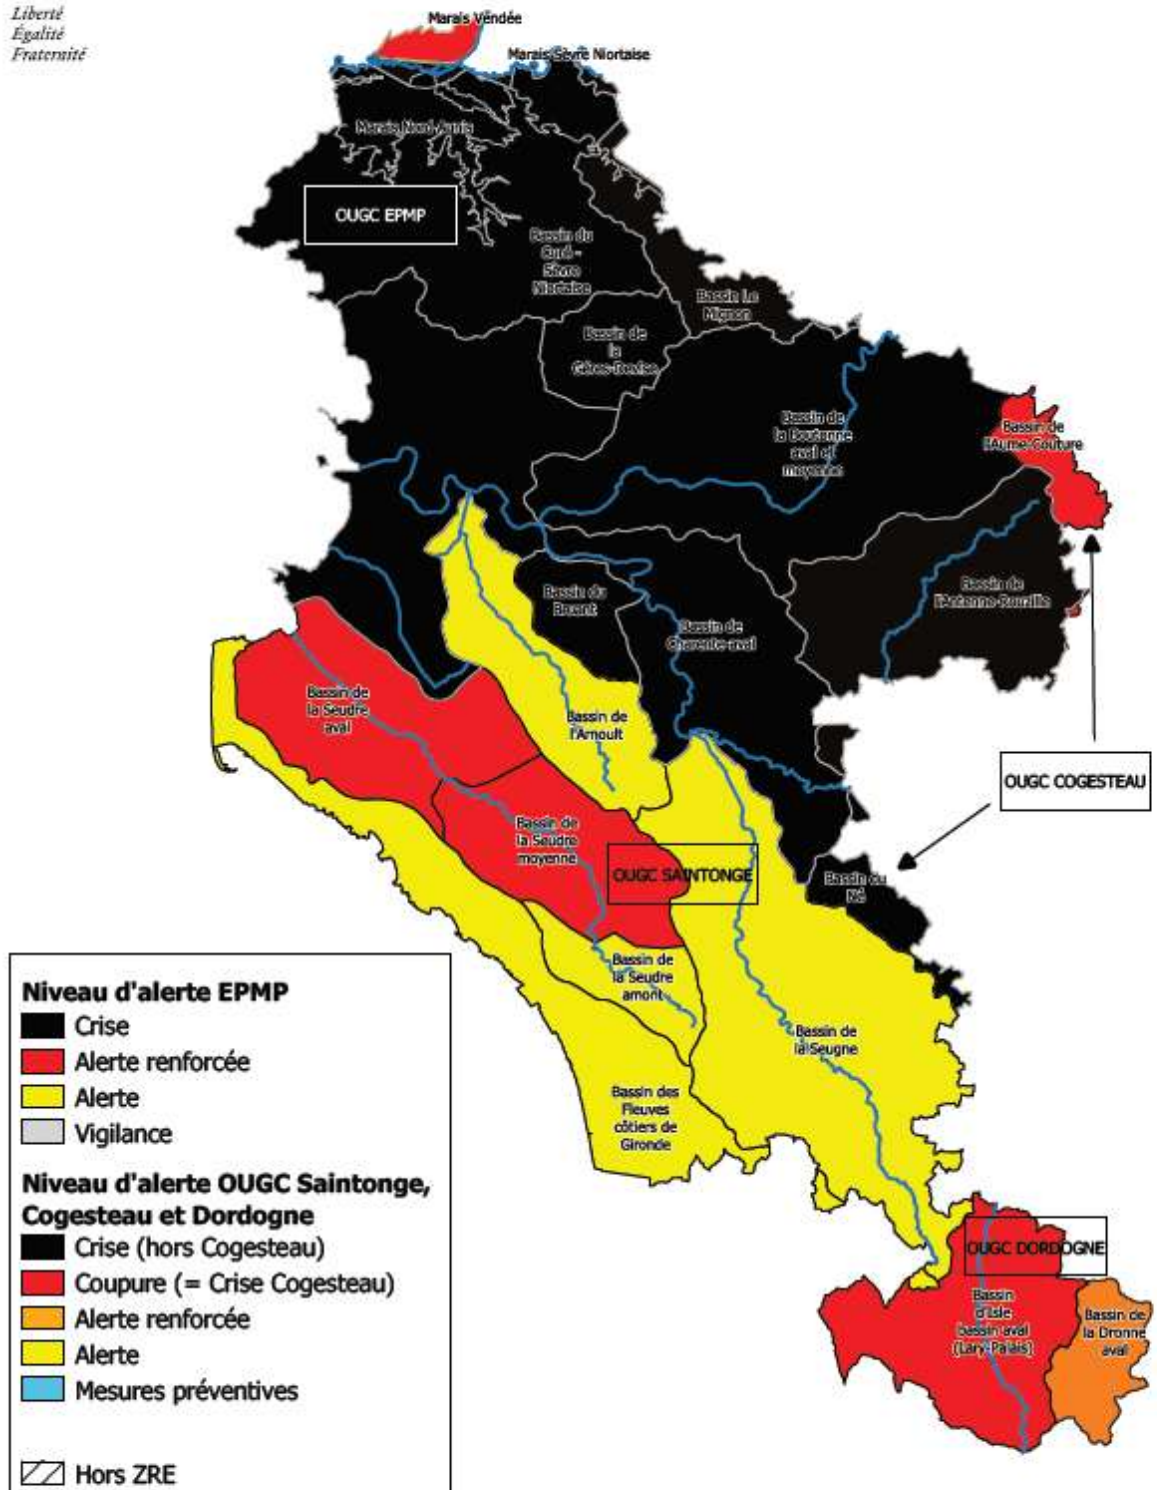 Liberté
Égalité
Fraternité
Marais Vendée
Marais Sèvre Niortaise
Marais Nord-Aunis
OUGC EPMP
Bassin du
Curé -
Sèvre
Niortaise
Bassin Le
Mignon
Bassin de
la
Gères-Devise
Bassin de
la Boutonne
aval et
moyenne
Bassin de
l'Aume-Couture
Bassin de
l'Antenne-Rouzille
Bassin du
Bruant
Bassin de
Charente-aval
Bassin de
la Seudre
aval
Bassin de
l'Arnoult
OUGC COGESTEAU
Bassin de
la Seudre
moyenne
OUGC SAINTONGE
Bassin du
Né
Bassin de
la Seudre
amont
Bassin de
la Seugne
Bassin des
Fleuves
côtiers de
Gironde
OUGC DORDOGNE
Bassin
d'Isle
bassin aval
(Lary-Palais)
Bassin de
la Dronne
aval
Niveau d'alerte EPMP
Crise
Alerte renforcée
Alerte
Vigilance
Niveau d'alerte OUGC Saintonge,
Cogesteau et Dordogne
Crise (hors Cogesteau)
Coupure (= Crise Cogesteau)
Alerte renforcée
Alerte
Mesures préventives
Hors ZRE